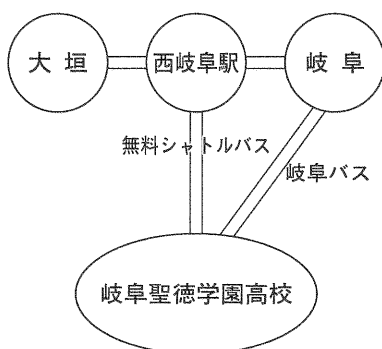 大垣
西岐阜駅
岐阜
無料シャトルバス
岐阜バス
岐阜聖徳学園高校